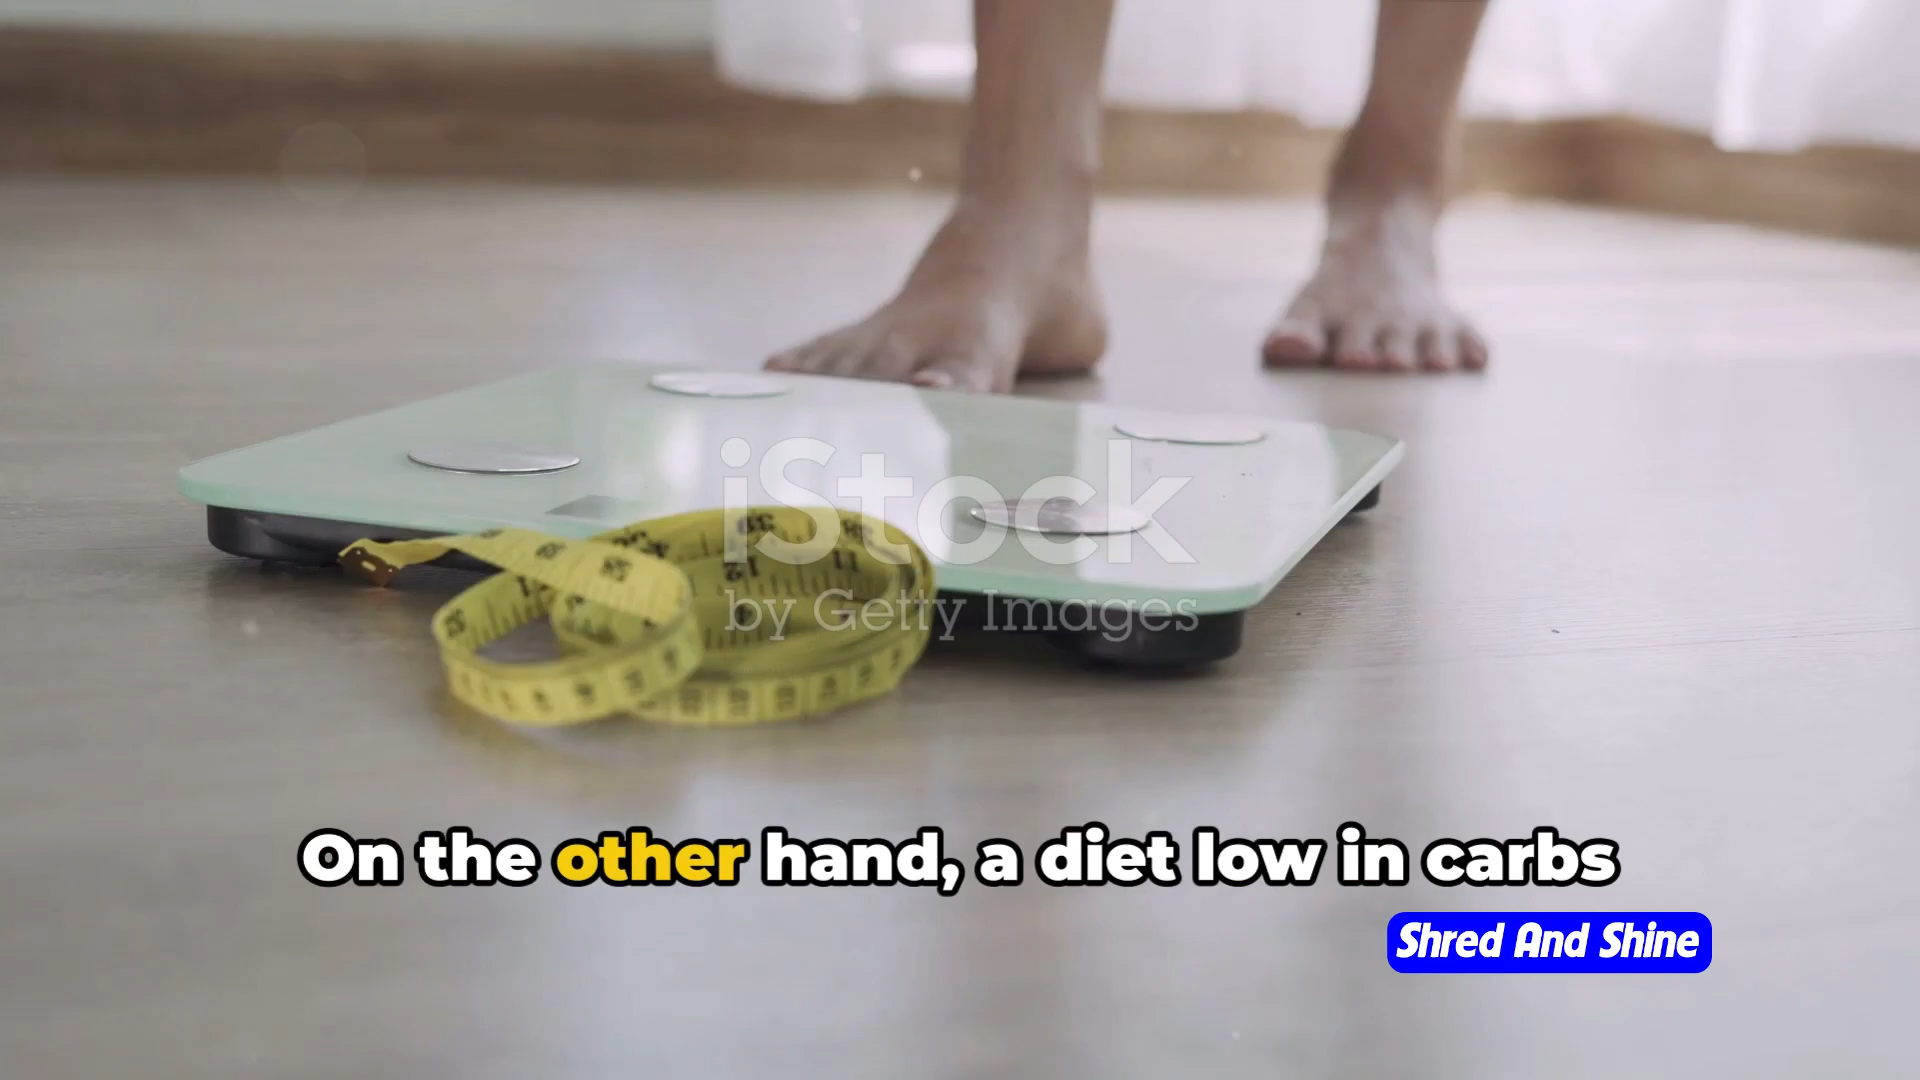 iStock
by Getty Images
On the other hand, a diet low in carbs
Shred And Shine